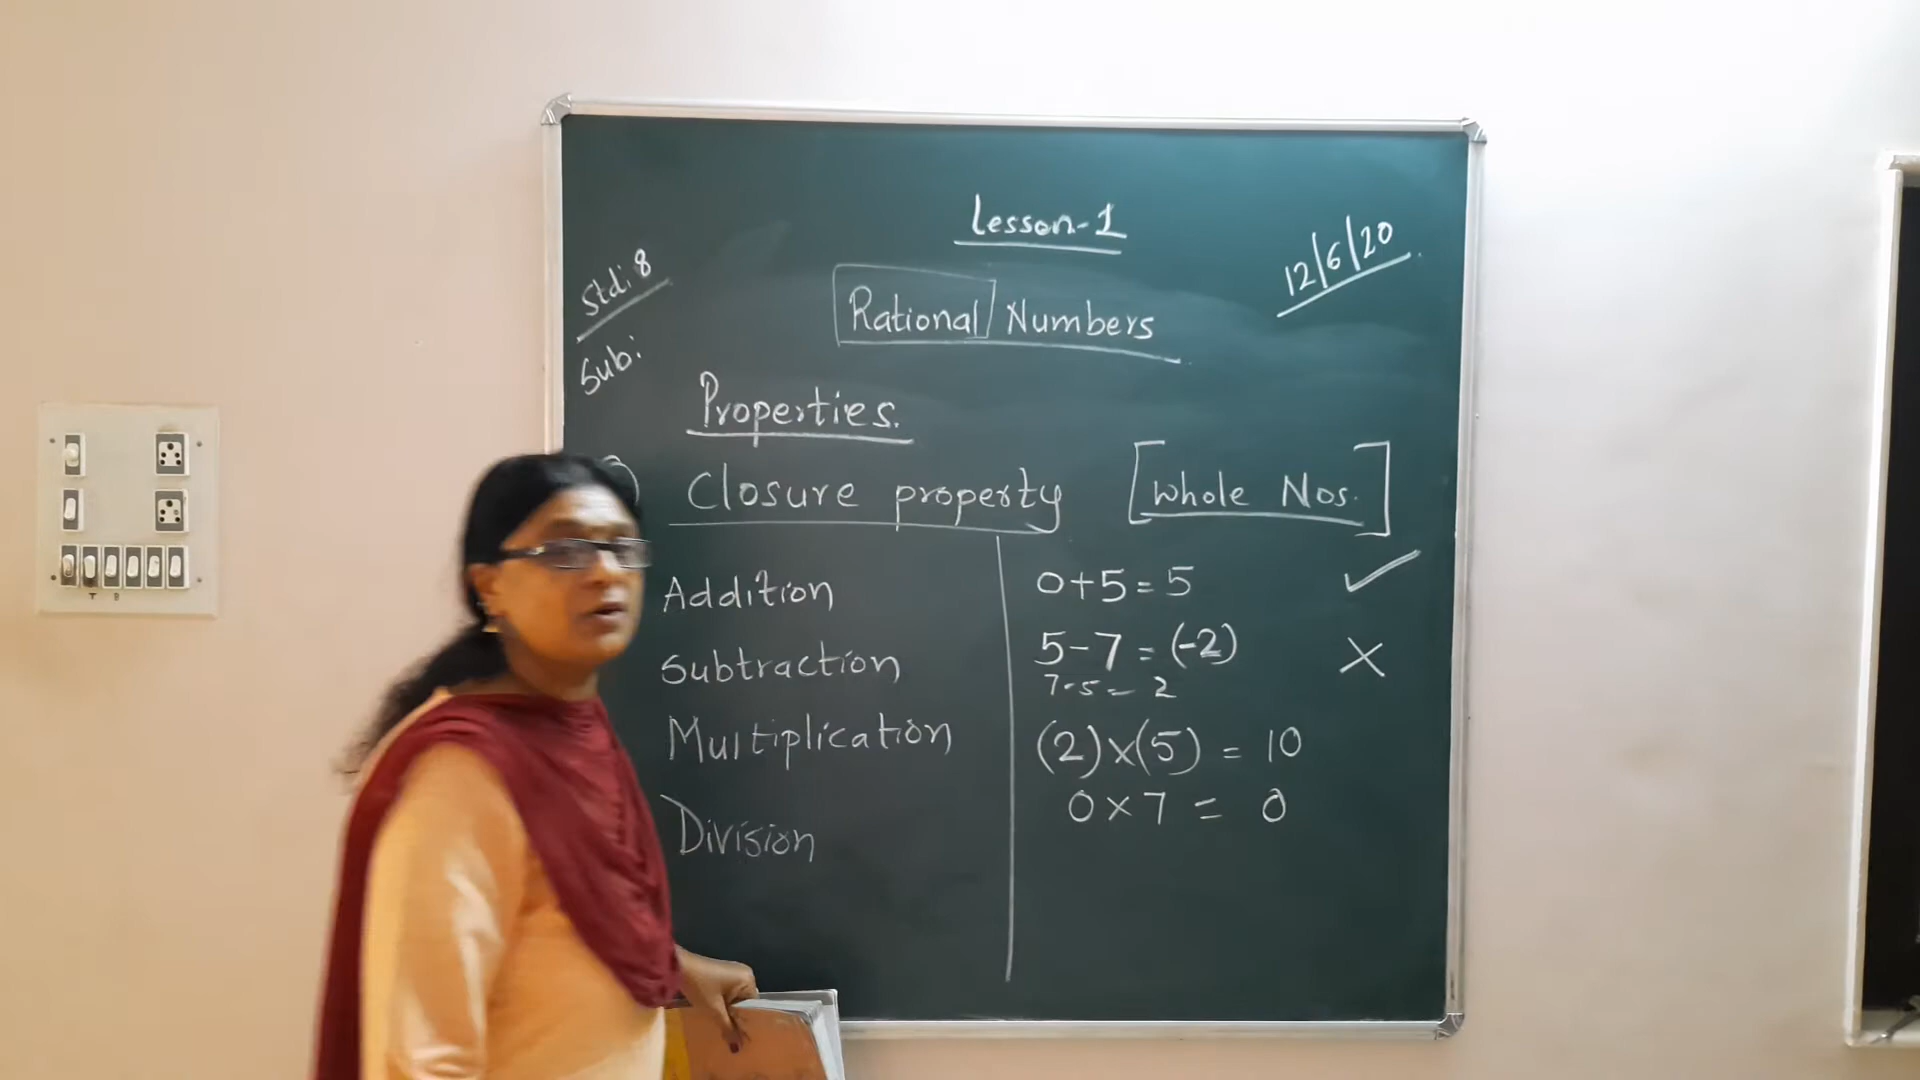 Lesson-1
12/6/20
Std: 8
Rational Numbers
Sub:
Properties.
Closure property [Whole Nos.]
Addition 0+5=5 ✓
Subtraction 5-7=(-2) ×
7-5=2
Multiplication (2)×(5)=10
0×7=0
Division